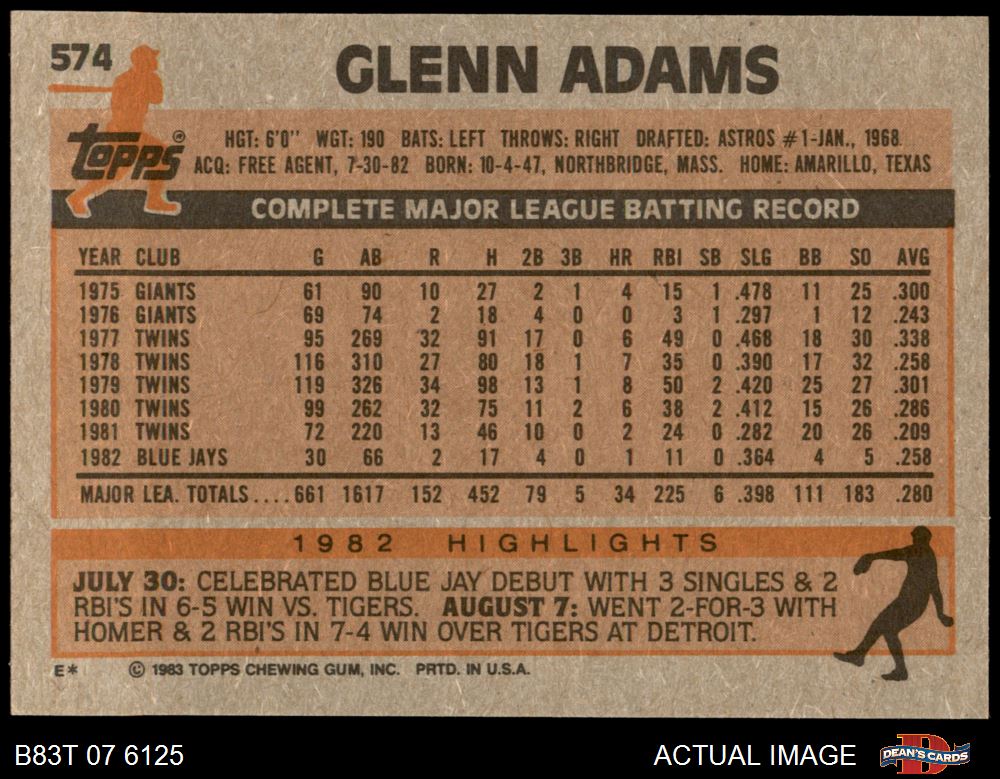 574
GLENN ADAMS
Topps®
HGT: 6'0" WGT: 190 BATS: LEFT THROWS: RIGHT DRAFTED: ASTROS #1-JAN., 1968
ACQ: FREE AGENT, 7-30-82 BORN: 10-4-47, NORTHBRIDGE, MASS. HOME: AMARILLO, TEXAS
COMPLETE MAJOR LEAGUE BATTING RECORD
YEAR CLUB G AB R H 2B 3B HR RBI SB SLG BB SO AVG
1975 GIANTS 61 90 10 27 2 1 4 15 1 .478 11 25 .300
1976 GIANTS 69 74 2 18 4 0 0 3 1 .297 1 12 .243
1977 TWINS 95 269 32 91 17 0 6 49 0 .468 18 30 .338
1978 TWINS 116 310 27 80 18 1 7 35 0 .390 17 32 .258
1979 TWINS 119 326 34 98 13 1 8 50 2 .420 25 27 .301
1980 TWINS 99 262 32 75 11 2 6 38 2 .412 15 26 .286
1981 TWINS 72 220 13 46 10 0 2 24 0 .282 20 26 .209
1982 BLUE JAYS 30 66 2 17 4 0 1 11 0 .364 4 5 .258
MAJOR LEA. TOTALS....661 1617 152 452 79 5 34 225 6 .398 111 183 .280
1982 HIGHLIGHTS
JULY 30: CELEBRATED BLUE JAY DEBUT WITH 3 SINGLES & 2
RBI'S IN 6-5 WIN VS. TIGERS. AUGUST 7: WENT 2-FOR-3 WITH
HOMER & 2 RBI'S IN 7-4 WIN OVER TIGERS AT DETROIT.
E* © 1983 TOPPS CHEWING GUM, INC. PRTD. IN U.S.A.
B83T 07 6125 ACTUAL IMAGE D DEAN'S CARDS